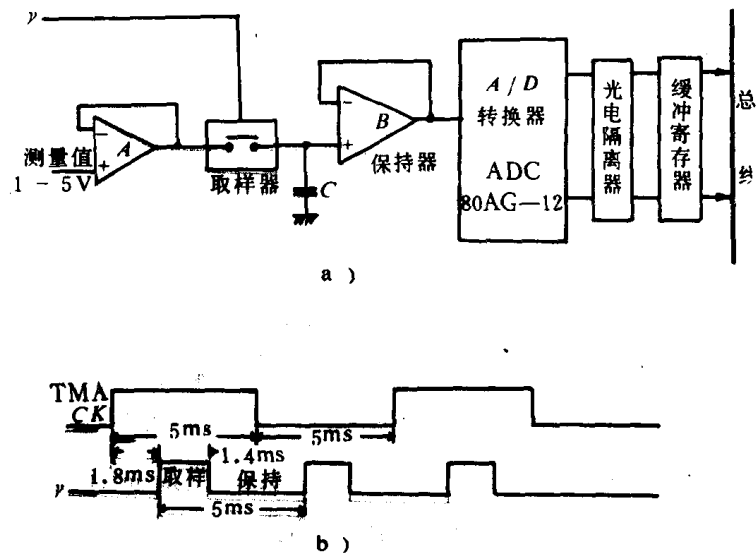 γ
测量值
1 - 5V
A
取样器
C
B
保持器
A / D
转换器
ADC
80AG—12
光电隔离器
缓冲寄存器
总线
a )
TMA
CK
5ms
5ms
1.8ms
取样
1.4ms
保持
γ
5ms
b )